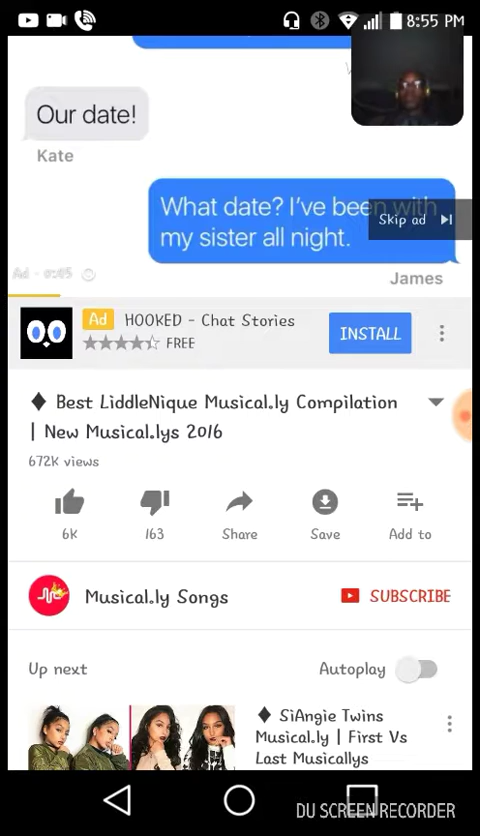 8:55 PM
Our date!
Kate
What date? I've been with
my sister all night.
Skip ad
James
HOOKED - Chat Stories
Ad
INSTALL
FREE
♦ Best LiddleNique Musical.ly Compilation
| New Musical.lys 2016
672K views
6K
163
Share
Save
Add to
Musical.ly Songs
SUBSCRIBE
Up next
Autoplay
♦ SiAngie Twins
Musical.ly | First Vs
Last Musicallys
DU SCREEN RECORDER